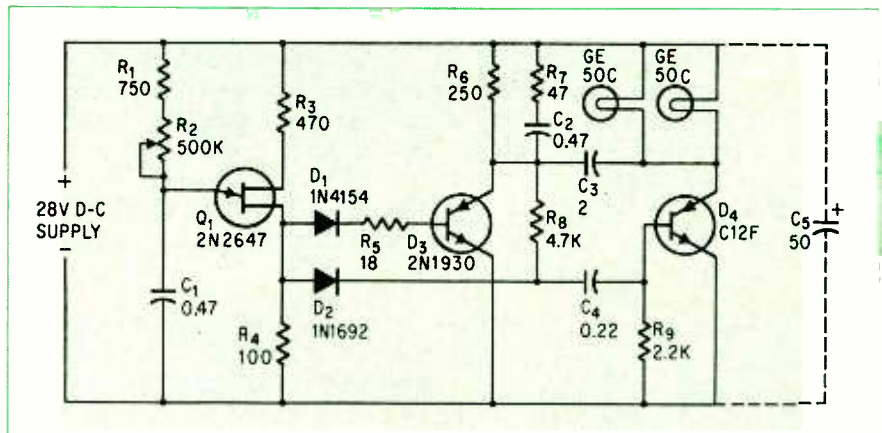 R1
750
R2
500K
28V D-C
SUPPLY
+
−
C1
0.47
Q1
2N2647
R3
470
D1
1N4154
R5
18
D2
1N1692
R4
100
D3
2N1930
R6
250
R7
47
C2
0.47
C3
2
R8
4.7K
C4
0.22
R9
2.2K
GE
50C
GE
50C
D4
C12F
C5
50
+